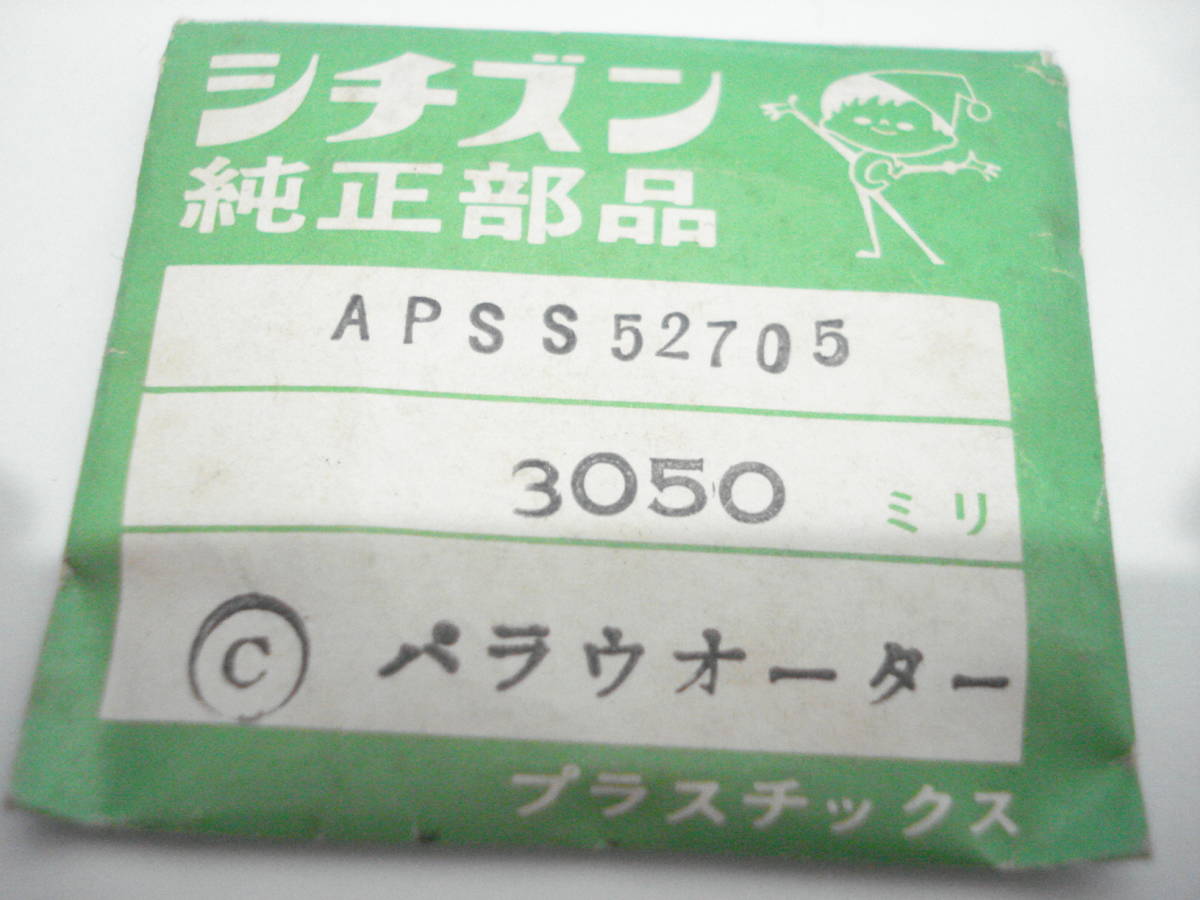 シチズン
純正部品
C
APSS52705
3050 ミリ
Ⓒ パラウオーター
プラスチックス